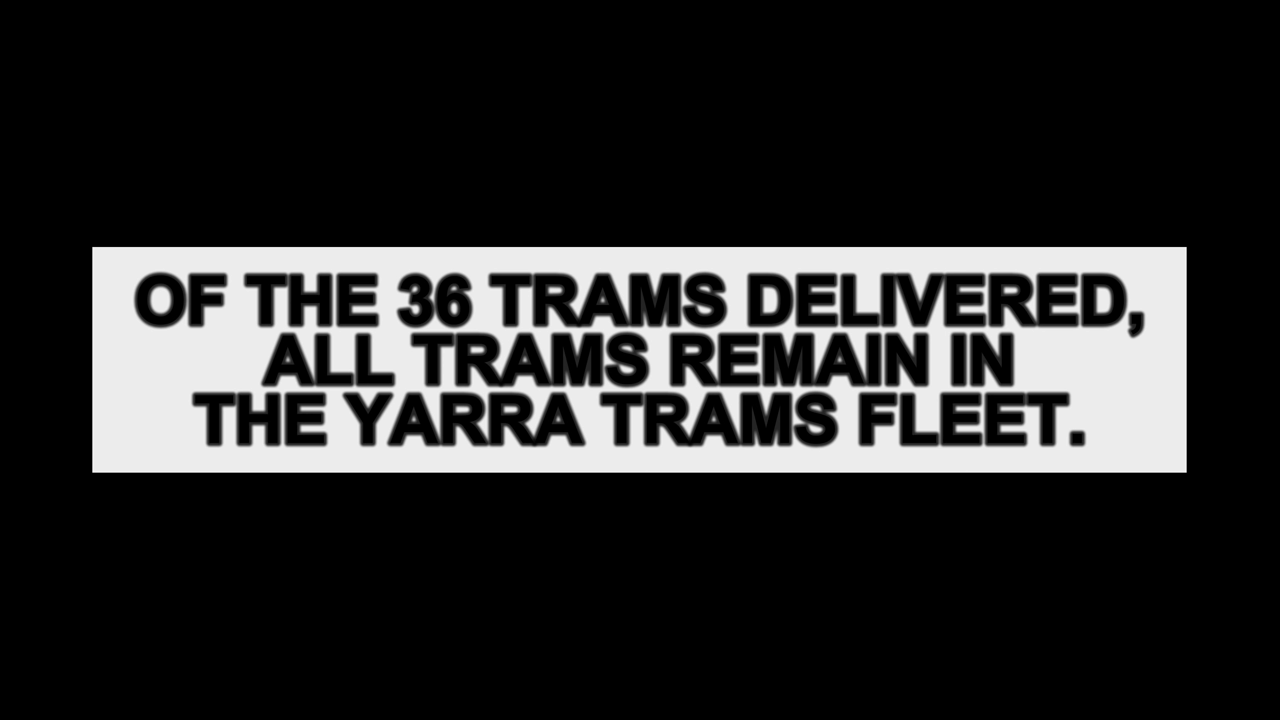 OF THE 36 TRAMS DELIVERED,
ALL TRAMS REMAIN IN
THE YARRA TRAMS FLEET.